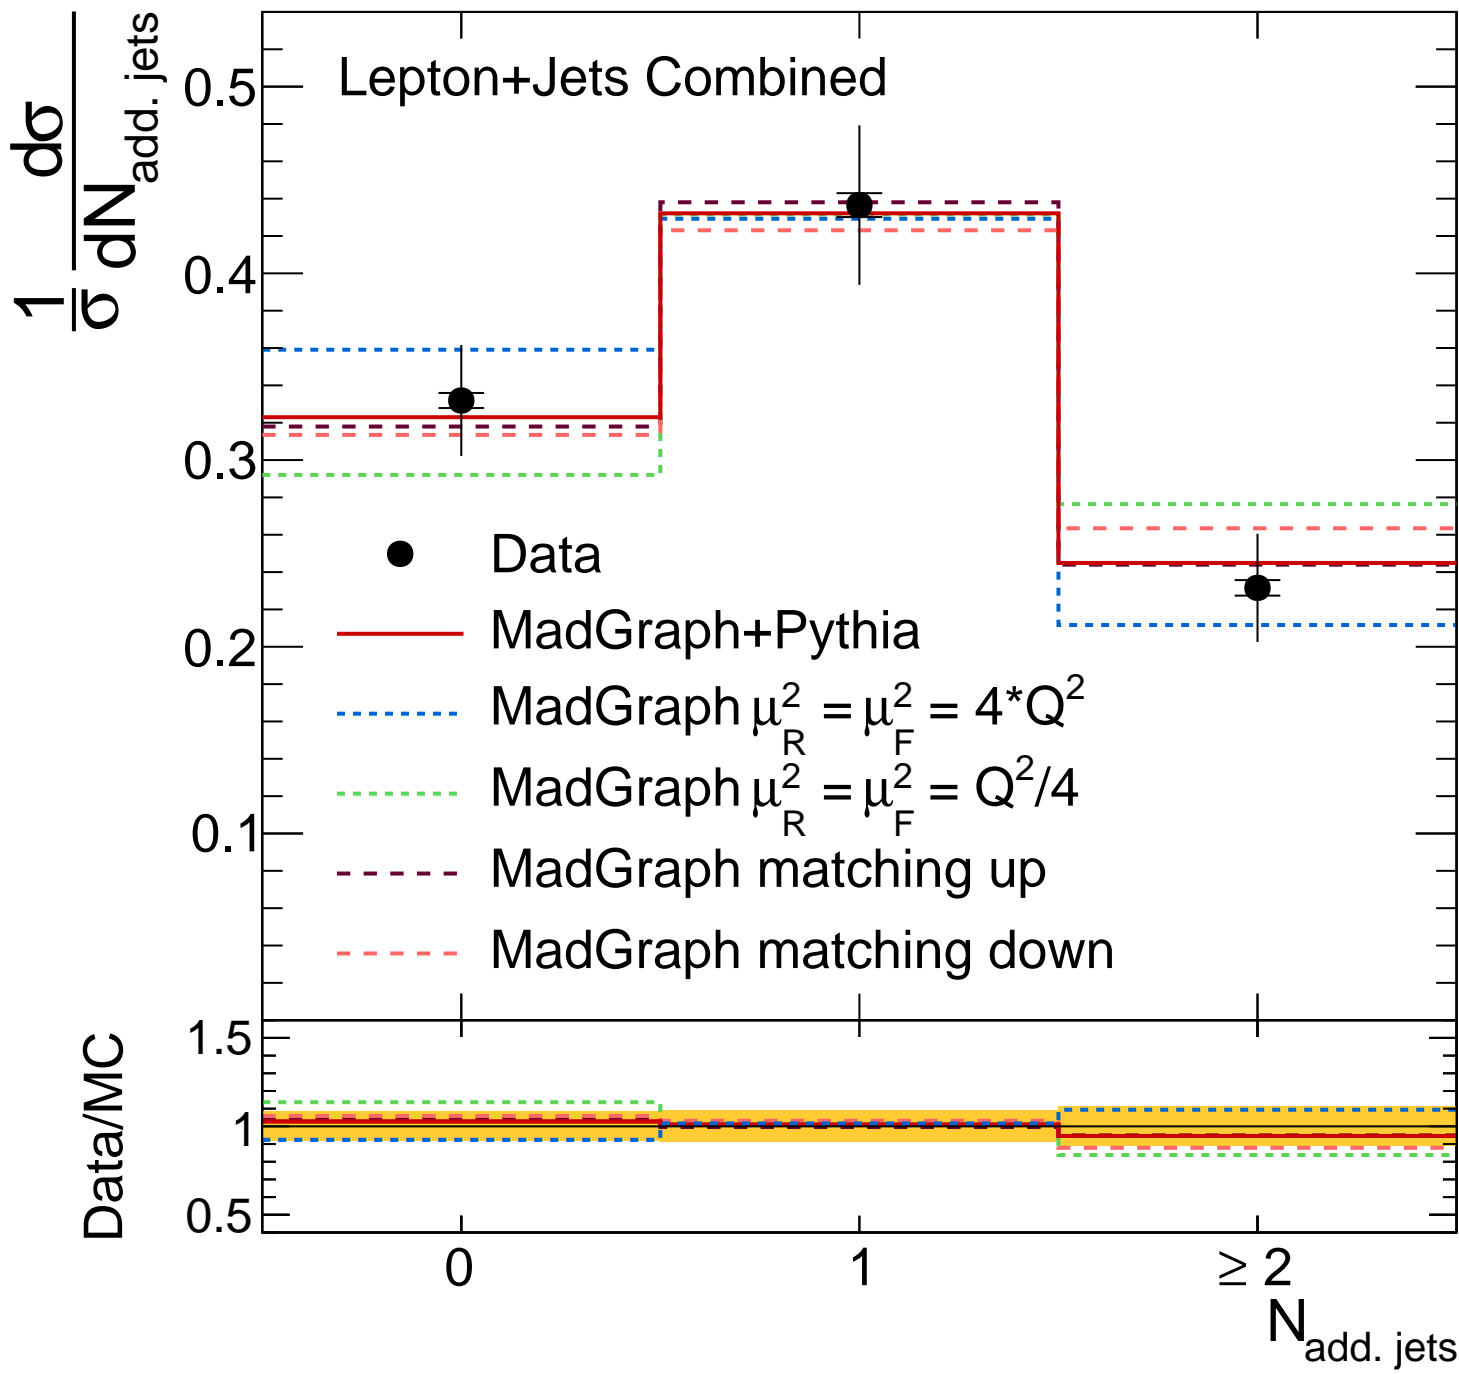 1/σ dσ/dN_add. jets
Lepton+Jets Combined
0.5
0.4
0.3
0.2
0.1
Data
MadGraph+Pythia
MadGraph μ_R^2 = μ_F^2 = 4*Q^2
MadGraph μ_R^2 = μ_F^2 = Q^2/4
MadGraph matching up
MadGraph matching down
Data/MC
1.5
1
0.5
0 1 ≥ 2
N_add. jets